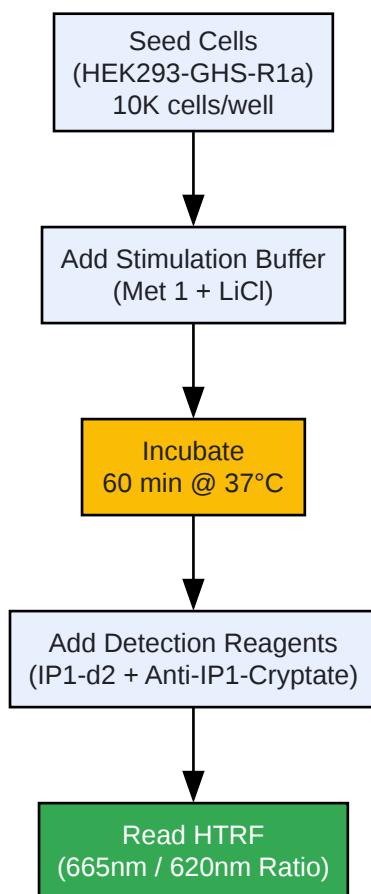 Seed Cells
(HEK293-GHS-R1a)
10K cells/well
Add Stimulation Buffer
(Met 1 + LiCl)
Incubate
60 min @ 37°C
Add Detection Reagents
(IP1-d2 + Anti-IP1-Cryptate)
Read HTRF
(665nm / 620nm Ratio)